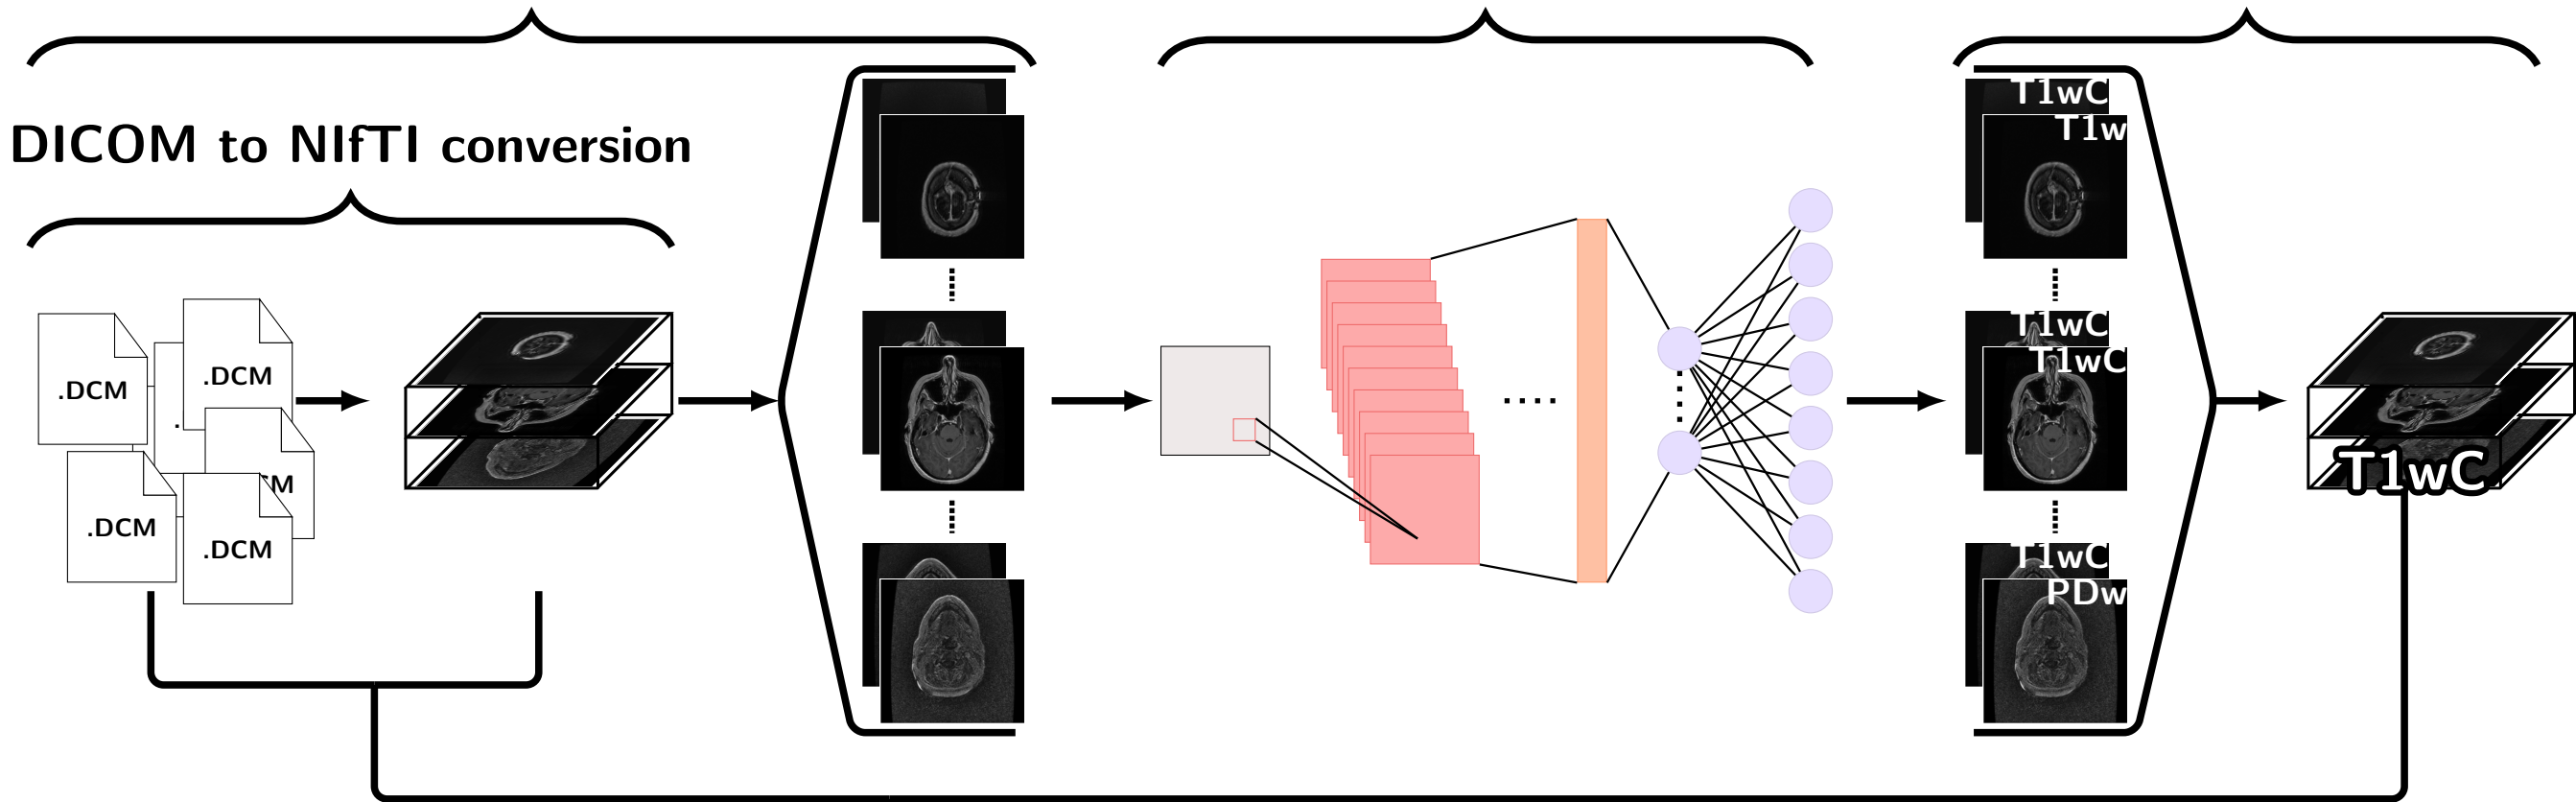 DICOM to NIfTI conversion
.DCM
.DCM
.DCM
.DCM
T1wC
T1w
T1wC
T1wC
T1wC
PDw
T1wC